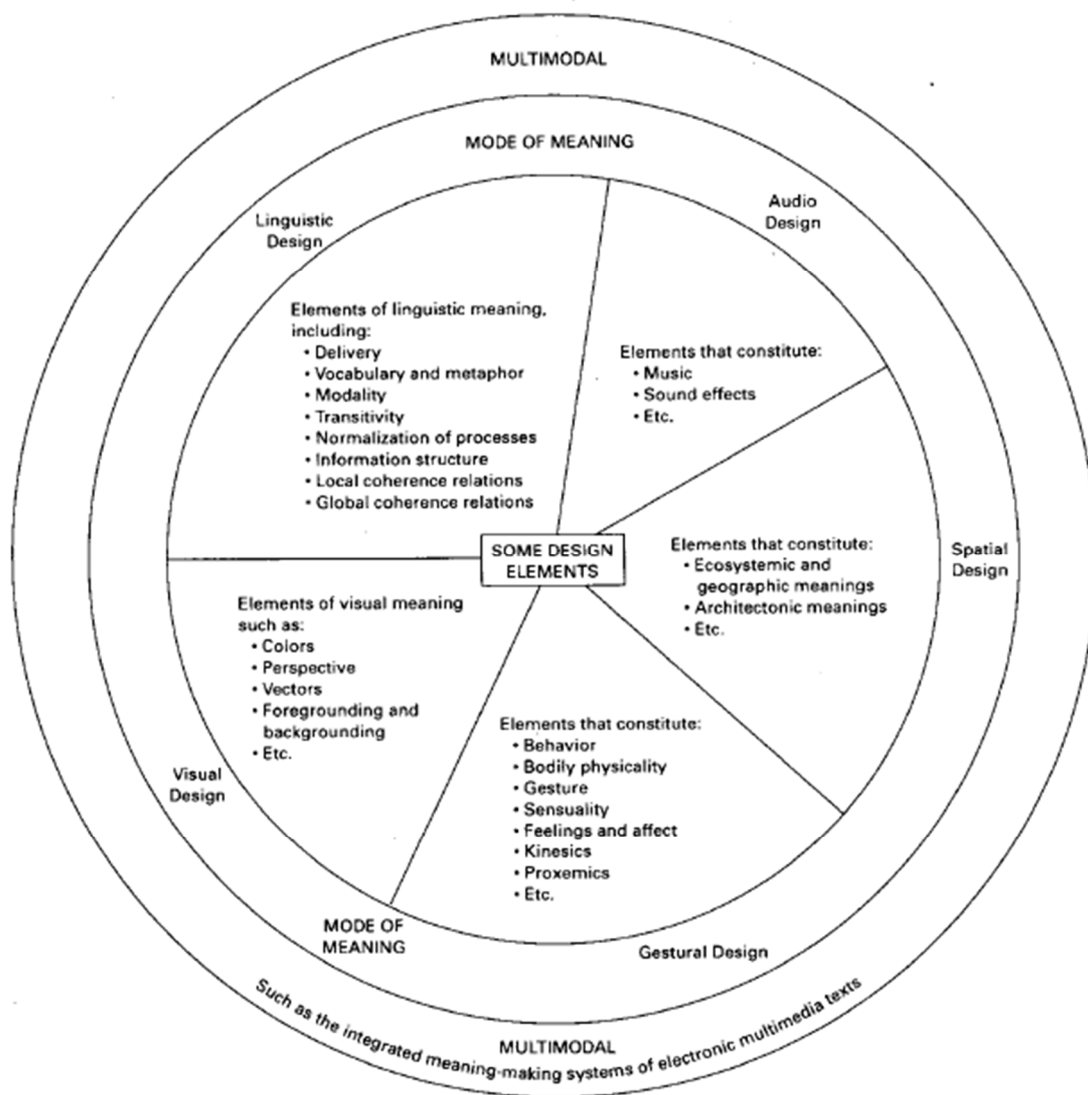 MULTIMODAL
MODE OF MEANING
Linguistic
Design
Audio
Design
Elements of linguistic meaning,
including:
• Delivery
• Vocabulary and metaphor
• Modality
• Transitivity
• Normalization of processes
• Information structure
• Local coherence relations
• Global coherence relations
Elements that constitute:
• Music
• Sound effects
• Etc.
SOME DESIGN
ELEMENTS
Elements that constitute:
• Ecosystemic and
geographic meanings
• Architectonic meanings
• Etc.
Spatial
Design
Elements of visual meaning
such as:
• Colors
• Perspective
• Vectors
• Foregrounding and
backgrounding
• Etc.
Visual
Design
Elements that constitute:
• Behavior
• Bodily physicality
• Gesture
• Sensuality
• Feelings and affect
• Kinesics
• Proxemics
• Etc.
MODE OF
MEANING
Gestural Design
MULTIMODAL
Such as the integrated meaning-making systems of electronic multimedia texts